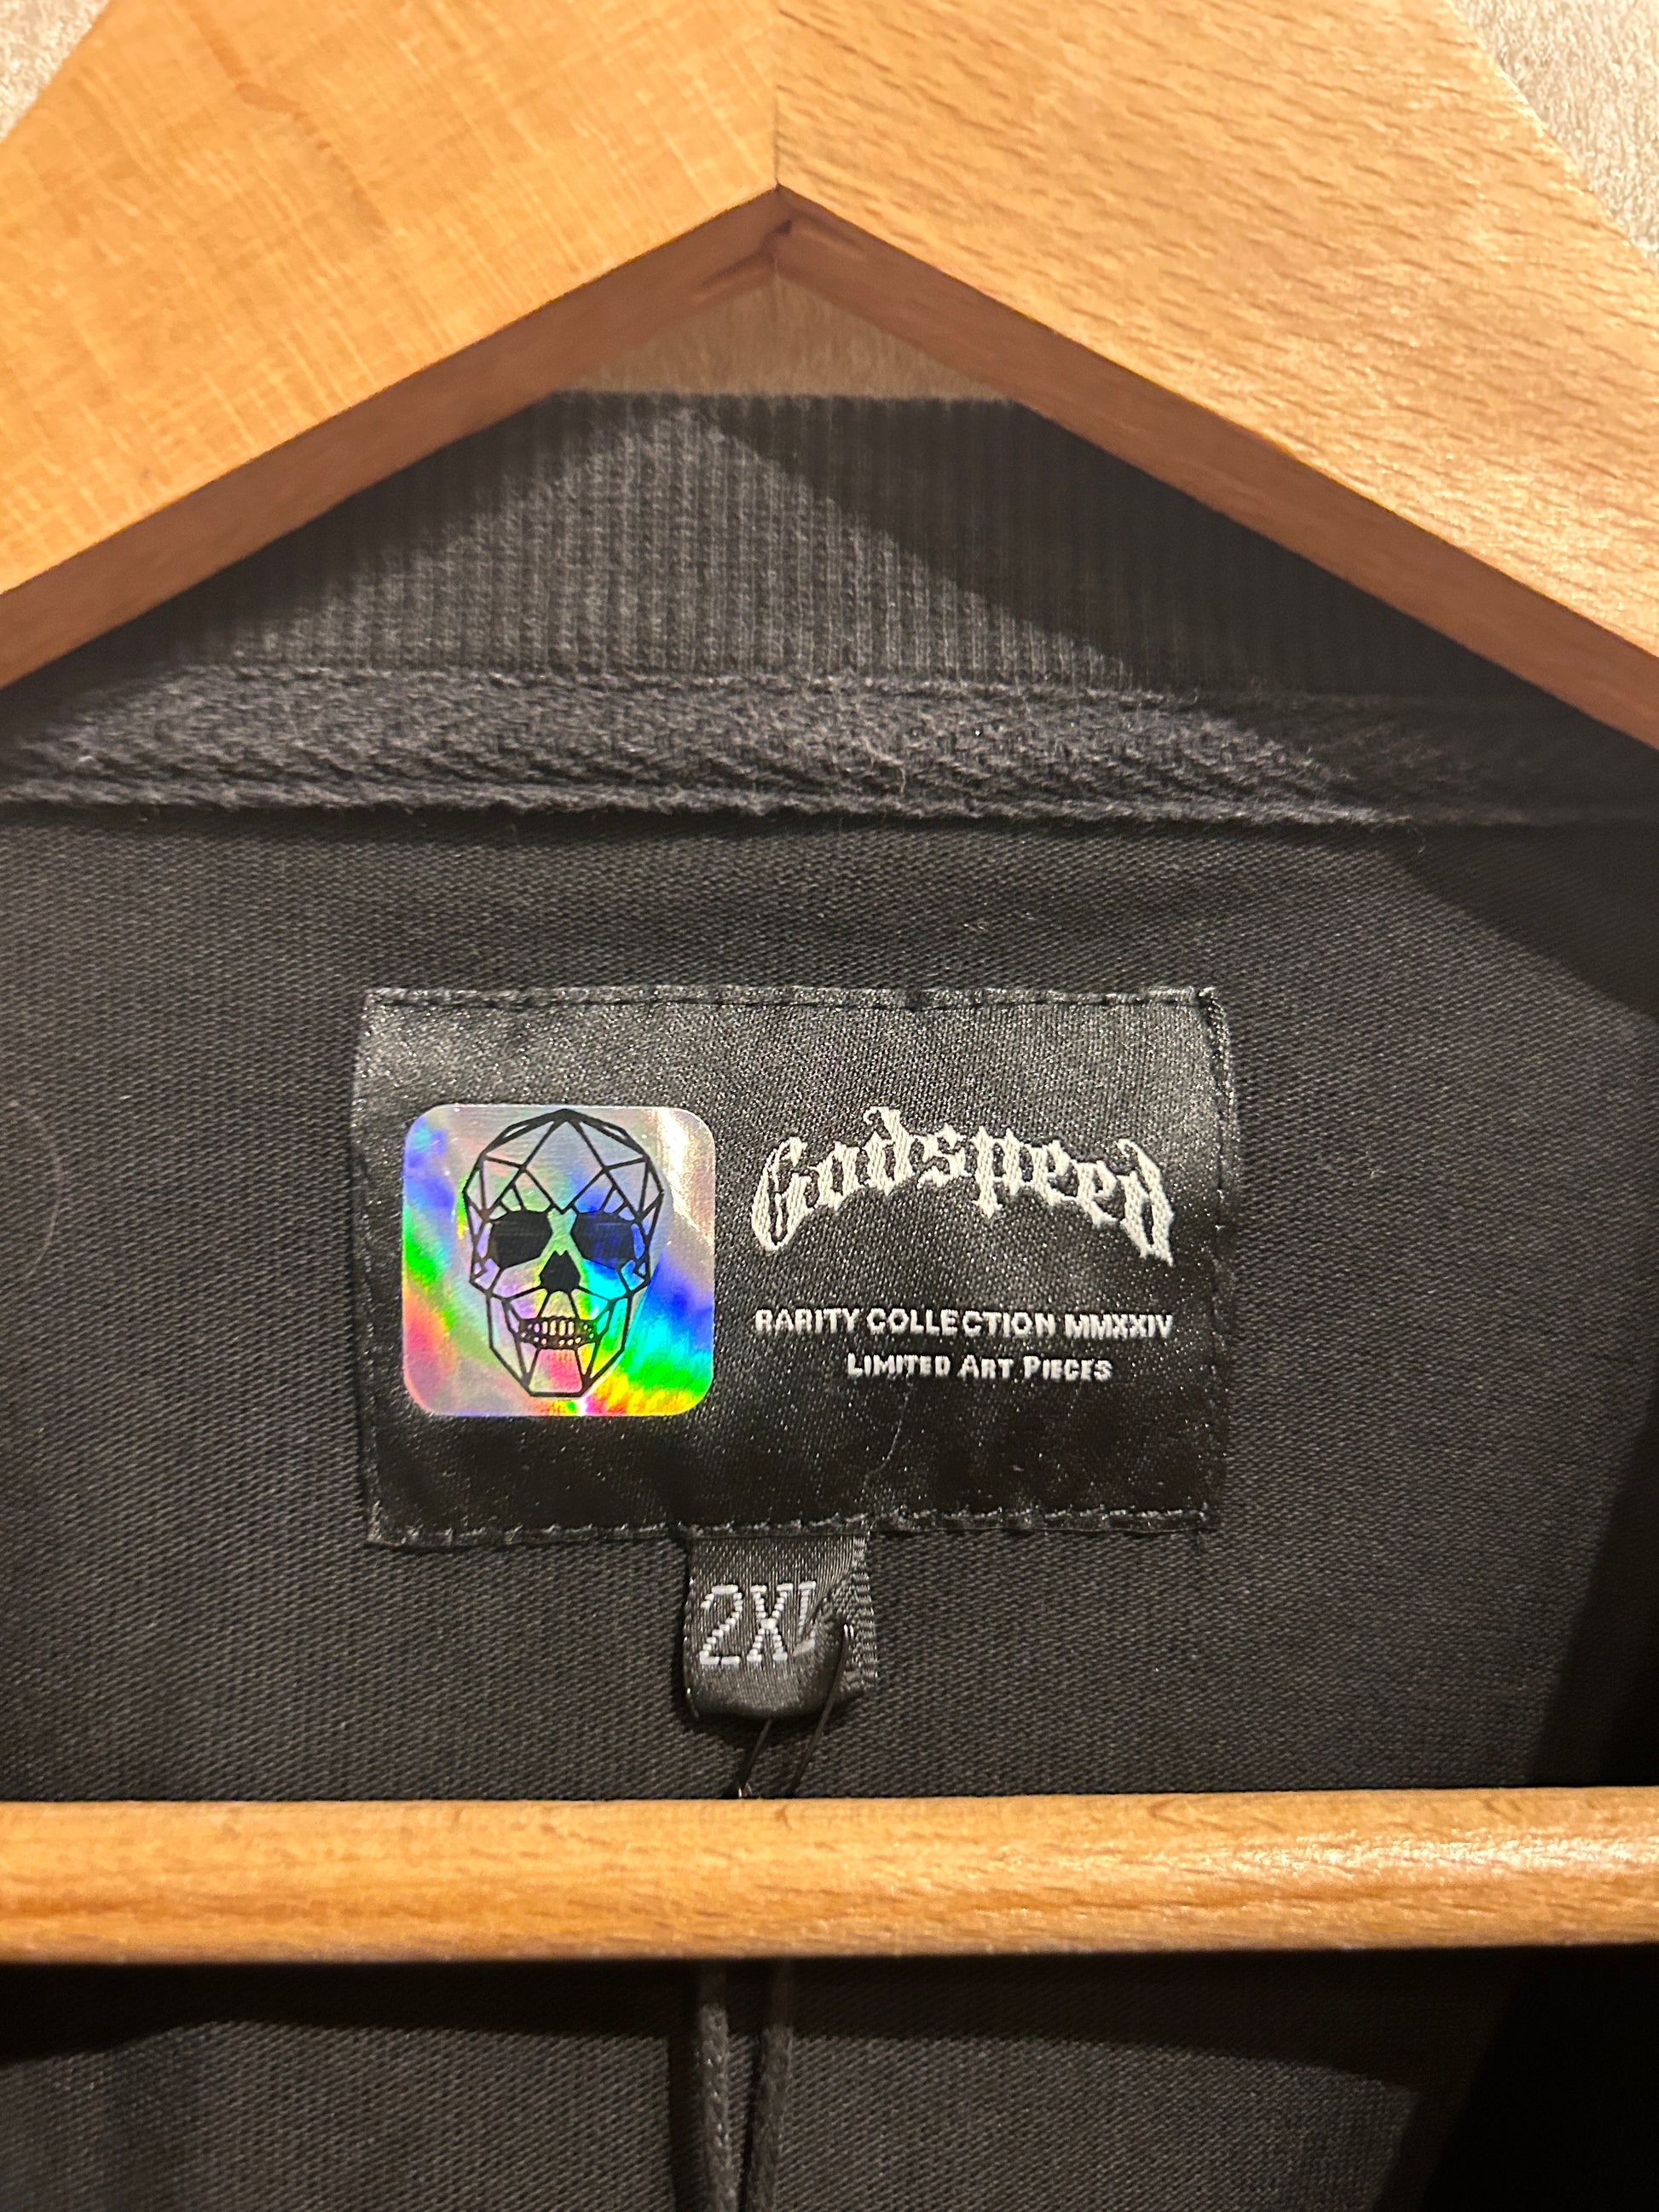 Godspeed
RARITY COLLECTION MMXXIV
LIMITED ART PIECES
2XL